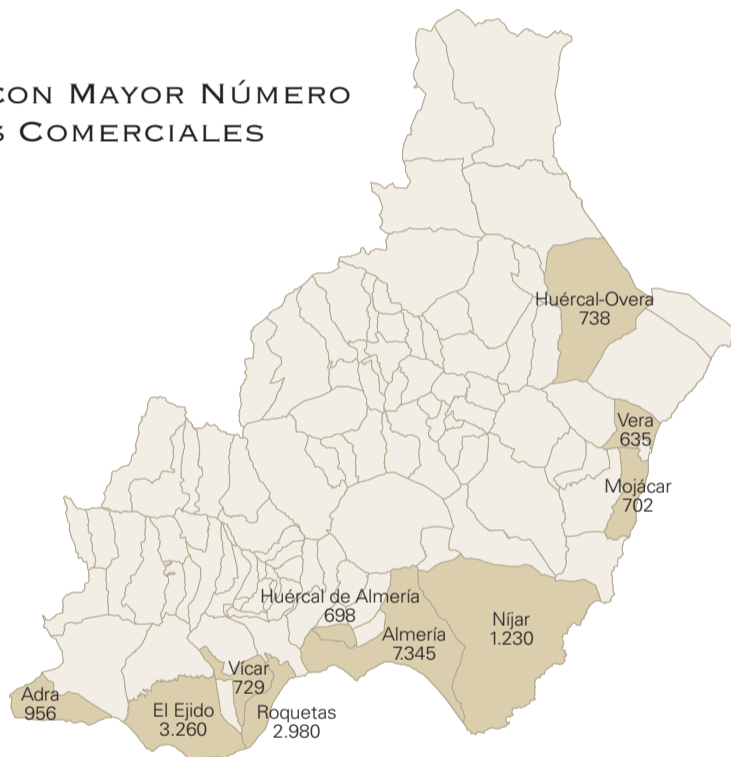 CON MAYOR NÚMERO
S COMERCIALES
Huércal-Overa
738
Vera
635
Mojácar
702
Huércal de Almería
698
Almería
7.345
Níjar
1.230
Vícar
729
Adra
956
El Ejido
3.260
Roquetas
2.980